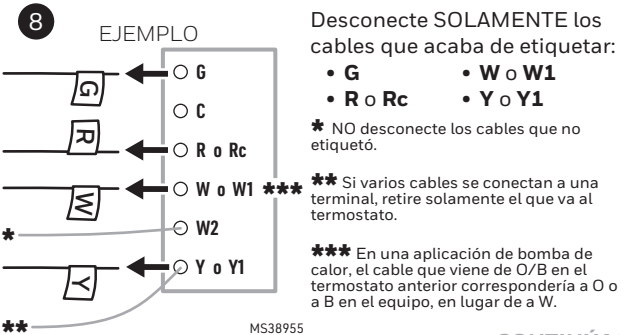 8
EJEMPLO
G
C
R o Rc
W o W1 ***
W2
Y o Y1
G
R
W
Y
*
**
MS38955
Desconecte SOLAMENTE los
cables que acaba de etiquetar:
• G • W o W1
• R o Rc • Y o Y1
* NO desconecte los cables que no
etiquetó.
** Si varios cables se conectan a una
terminal, retire solamente el que va al
termostato.
*** En una aplicación de bomba de
calor, el cable que viene de O/B en el
termostato anterior correspondería a O o
a B en el equipo, en lugar de a W.